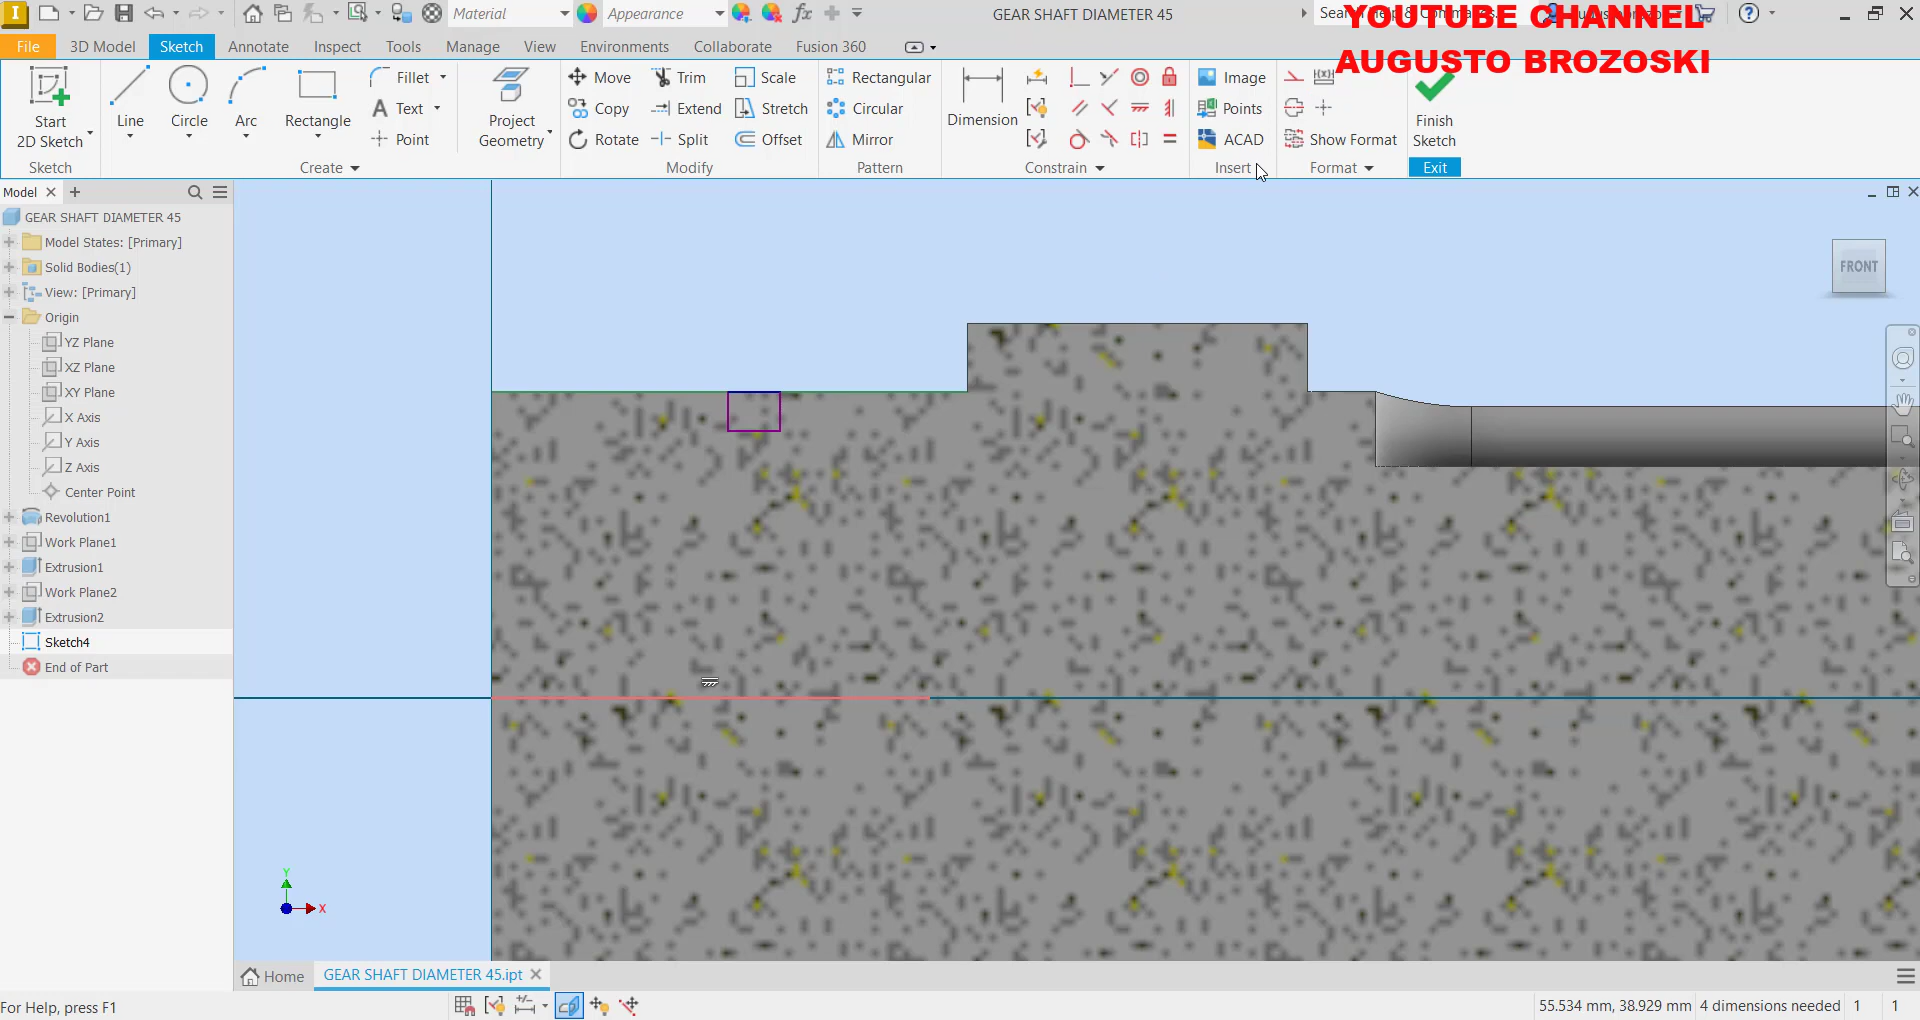 Material
Appearance
GEAR SHAFT DIAMETER 45
YOUTUBE CHANNEL
AUGUSTO BROZOSKI
File
3D Model
Sketch
Annotate
Inspect
Tools
Manage
View
Environments
Collaborate
Fusion 360
Start
2D Sketch
Line
Circle
Arc
Rectangle
Fillet
Text
Point
Project
Geometry
Move
Copy
Rotate
Trim
Extend
Split
Scale
Stretch
Offset
Rectangular
Circular
Mirror
Dimension
Image
Points
ACAD
Show Format
Finish
Sketch
Sketch
Create
Modify
Pattern
Constrain
Insert
Format
Exit
Model
GEAR SHAFT DIAMETER 45
Model States: [Primary]
Solid Bodies(1)
View: [Primary]
Origin
YZ Plane
XZ Plane
XY Plane
X Axis
Y Axis
Z Axis
Center Point
Revolution1
Work Plane1
Extrusion1
Work Plane2
Extrusion2
Sketch4
End of Part
FRONT
Y
X
Home
GEAR SHAFT DIAMETER 45.ipt
For Help, press F1
55.534 mm, 38.929 mm
4 dimensions needed
1
1